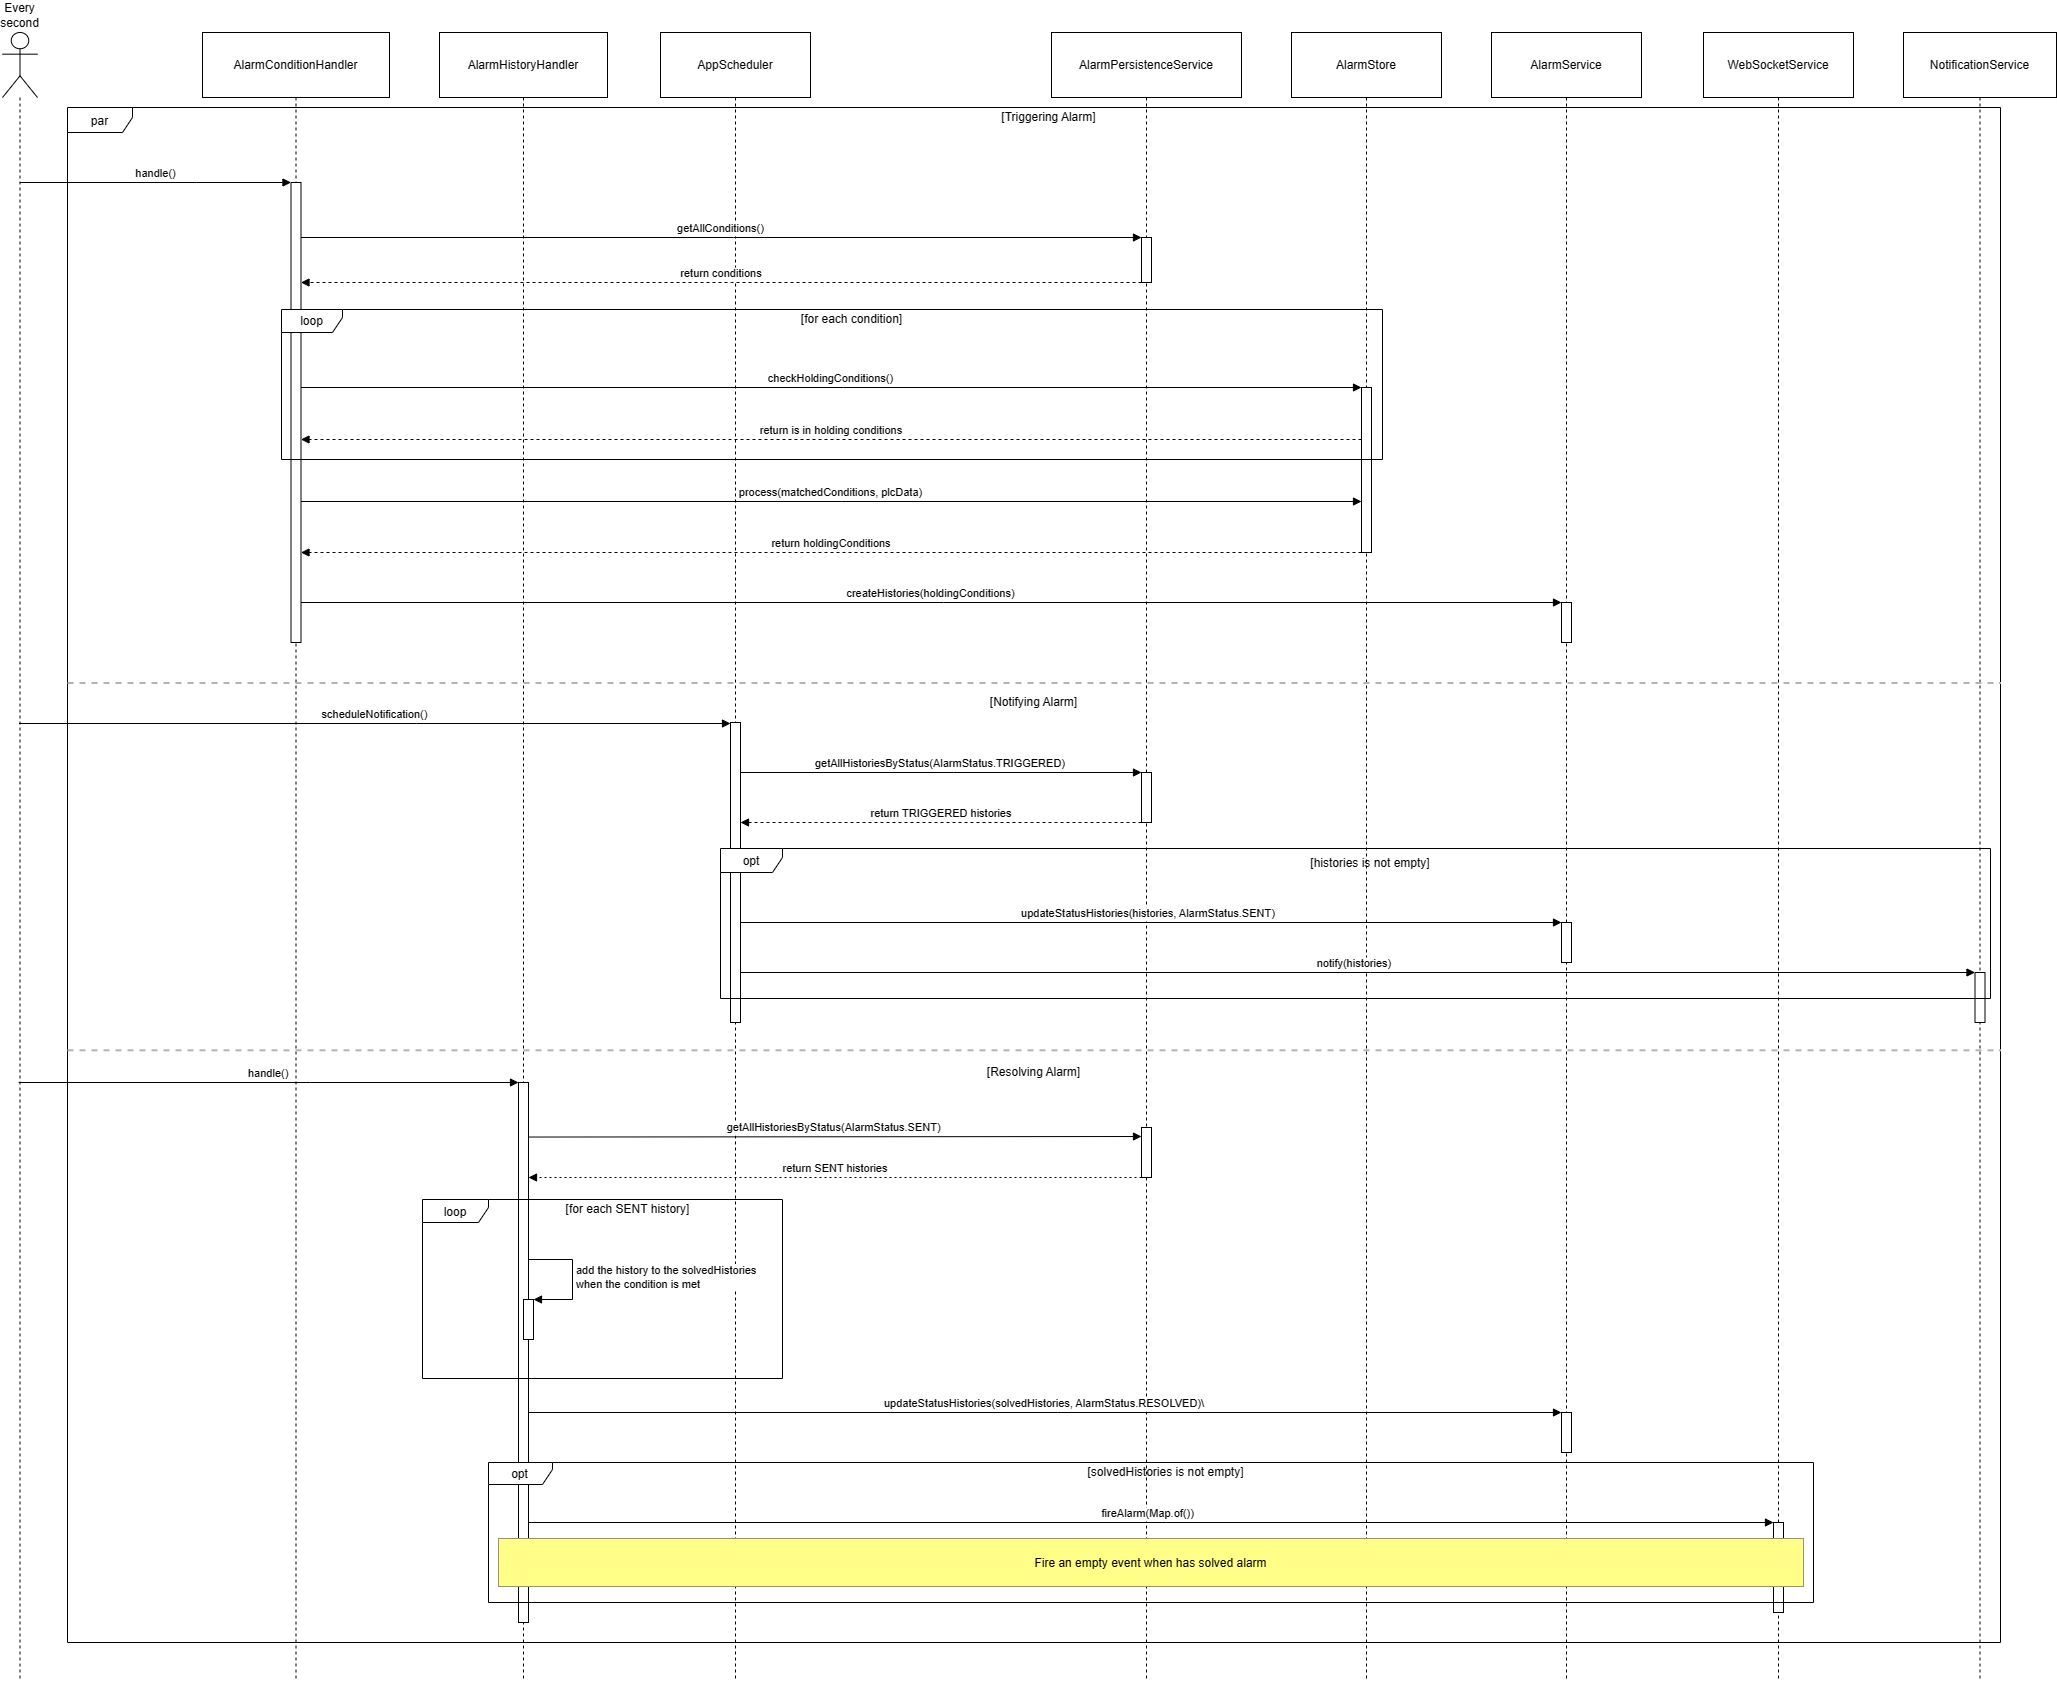 Every
second
AlarmConditionHandler
AlarmHistoryHandler
AppScheduler
AlarmPersistenceService
AlarmStore
AlarmService
WebSocketService
NotificationService
par
[Triggering Alarm]
handle()
getAllConditions()
return conditions
loop
[for each condition]
checkHoldingConditions()
return is in holding conditions
process(matchedConditions, plcData)
return holdingConditions
createHistories(holdingConditions)
[Notifying Alarm]
scheduleNotification()
getAllHistoriesByStatus(AlarmStatus.TRIGGERED)
return TRIGGERED histories
opt
[histories is not empty]
updateStatusHistories(histories, AlarmStatus.SENT)
notify(histories)
[Resolving Alarm]
handle()
getAllHistoriesByStatus(AlarmStatus.SENT)
return SENT histories
loop
[for each SENT history]
add the history to the solvedHistories
when the condition is met
updateStatusHistories(solvedHistories, AlarmStatus.RESOLVED)\
opt
[solvedHistories is not empty]
fireAlarm(Map.of())
Fire an empty event when has solved alarm